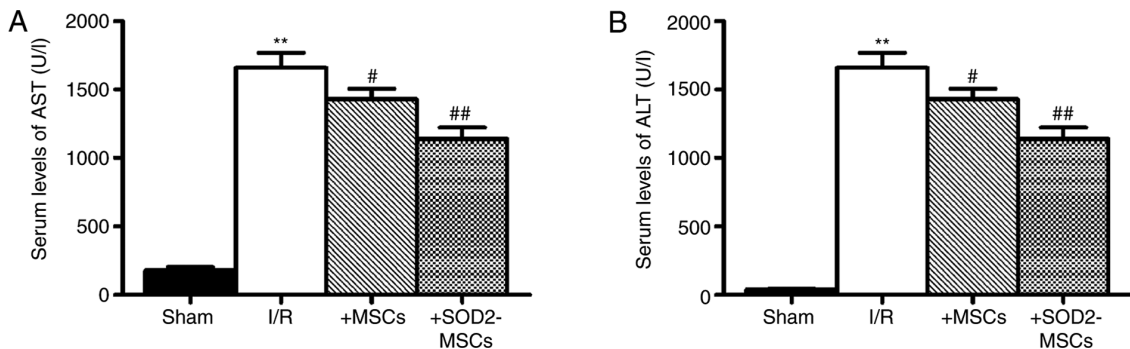 A
Serum levels of AST (U/l)
2000
1500
1000
500
0
**
#
##
Sham
I/R
+MSCs
+SOD2-
MSCs
B
Serum levels of ALT (U/l)
2000
1500
1000
500
0
**
#
##
Sham
I/R
+MSCs
+SOD2-
MSCs